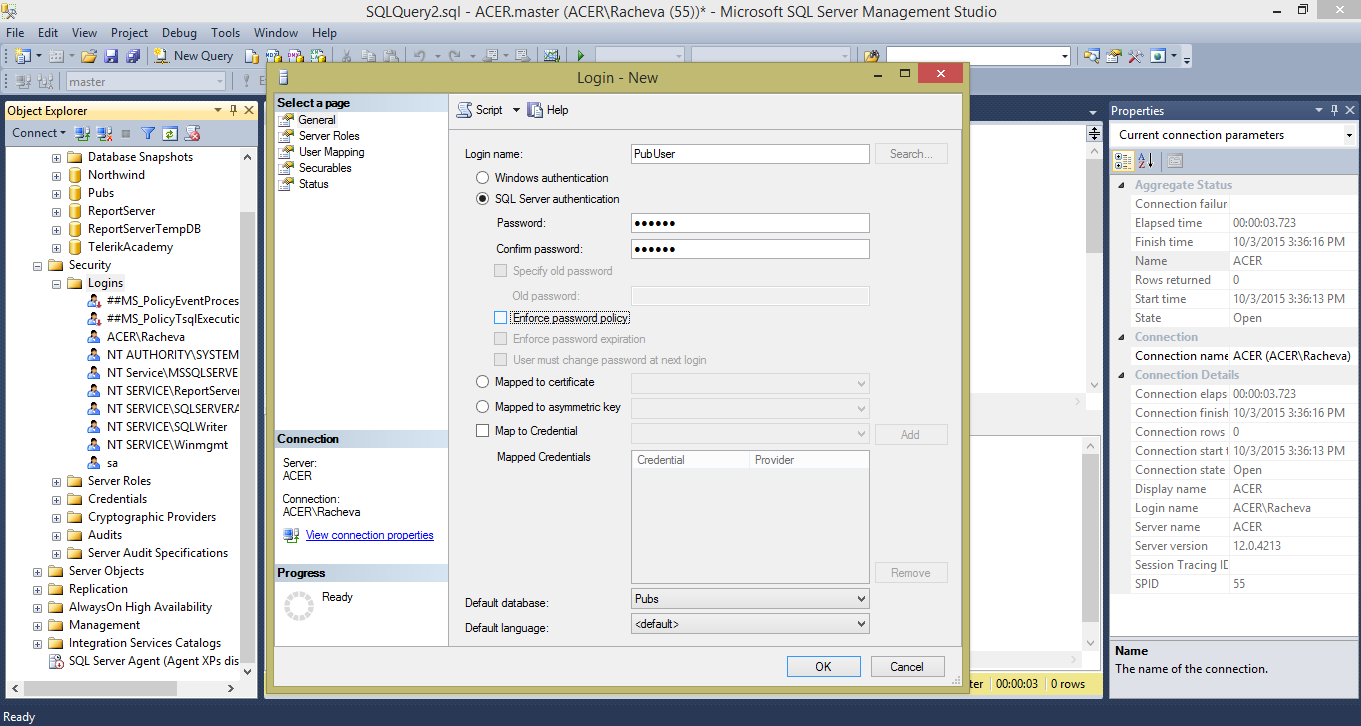 SQLQuery2.sql - ACER.master (ACER\Racheva (55))* - Microsoft SQL Server Management Studio
File Edit View Project Debug Tools Window Help
New Query
master
Object Explorer
Connect
Database Snapshots
Northwind
Pubs
ReportServer
ReportServerTempDB
TelerikAcademy
Security
Logins
##MS_PolicyEventProces
##MS_PolicyTsqlExecutic
ACER\Racheva
NT AUTHORITY\SYSTEM
NT Service\MSSQLSERVE
NT SERVICE\ReportServer
NT SERVICE\SQLSERVERA
NT SERVICE\SQLWriter
NT SERVICE\Winmgmt
sa
Server Roles
Credentials
Cryptographic Providers
Audits
Server Audit Specifications
Server Objects
Replication
AlwaysOn High Availability
Management
Integration Services Catalogs
SQL Server Agent (Agent XPs dis
Login - New
Select a page
General
Server Roles
User Mapping
Securables
Status
Connection
Server:
ACER
Connection:
ACER\Racheva
View connection properties
Progress
Ready
Script Help
Login name: PubUser Search...
Windows authentication
SQL Server authentication
Password: ●●●●●●
Confirm password: ●●●●●●
Specify old password
Old password:
Enforce password policy
Enforce password expiration
User must change password at next login
Mapped to certificate
Mapped to asymmetric key
Map to Credential Add
Mapped Credentials Credential Provider
Remove
Default database: Pubs
Default language: <default>
OK Cancel
ter 00:00:03 0 rows
Properties
Current connection parameters
Aggregate Status
Connection failur
Elapsed time 00:00:03.723
Finish time 10/3/2015 3:36:16 PM
Name ACER
Rows returned 0
Start time 10/3/2015 3:36:13 PM
State Open
Connection
Connection name ACER (ACER\Racheva)
Connection Details
Connection elaps 00:00:03.723
Connection finish 10/3/2015 3:36:16 PM
Connection rows 0
Connection start t 10/3/2015 3:36:13 PM
Connection state Open
Display name ACER
Login name ACER\Racheva
Server name ACER
Server version 12.0.4213
Session Tracing ID
SPID 55
Name
The name of the connection.
Ready